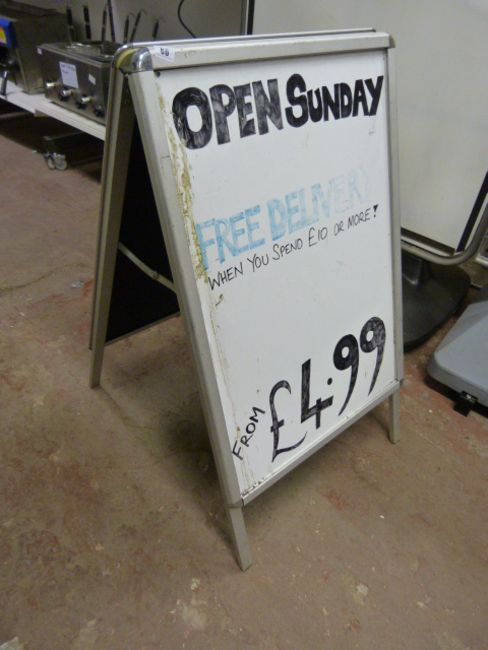 OPEN SUNDAY
FREE DELIVERY
WHEN YOU SPEND £10 OR MORE!
FROM £4.99